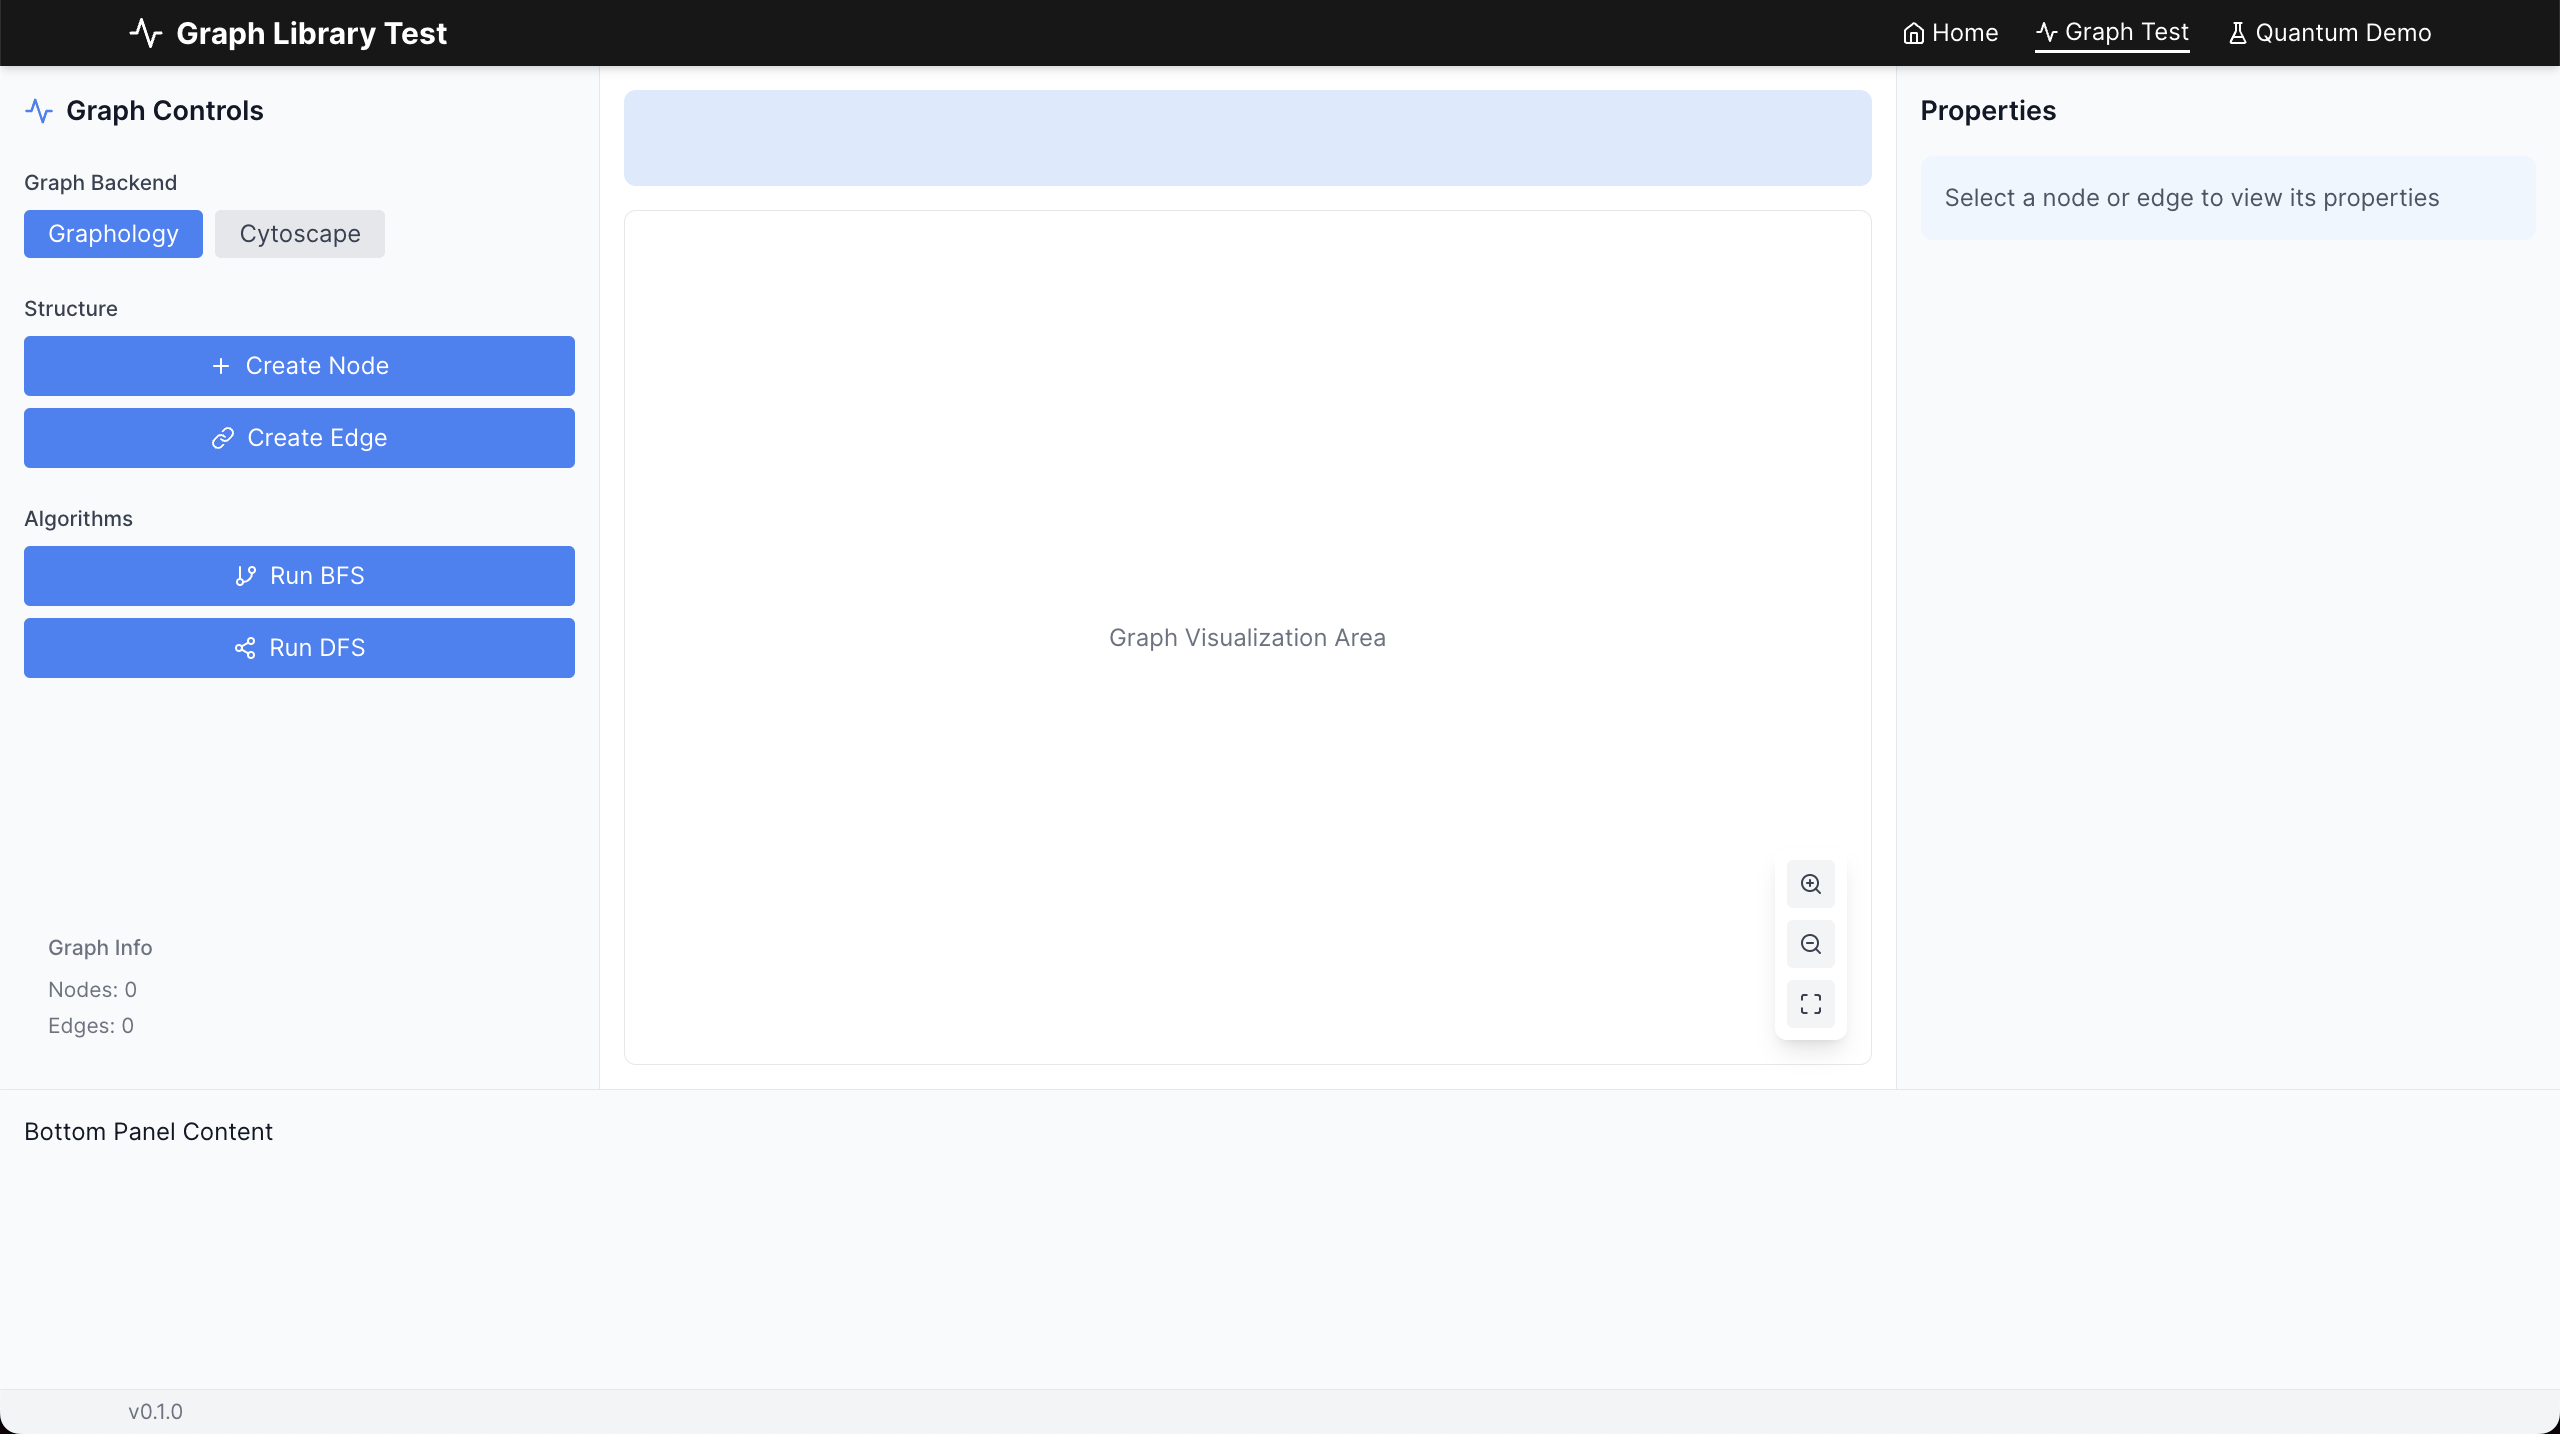 Graph Library Test
Home
Graph Test
Quantum Demo
Graph Controls
Graph Backend
Graphology
Cytoscape
Structure
Create Node
Create Edge
Algorithms
Run BFS
Run DFS
Graph Info
Nodes: 0
Edges: 0
Graph Visualization Area
Properties
Select a node or edge to view its properties
Bottom Panel Content
v0.1.0